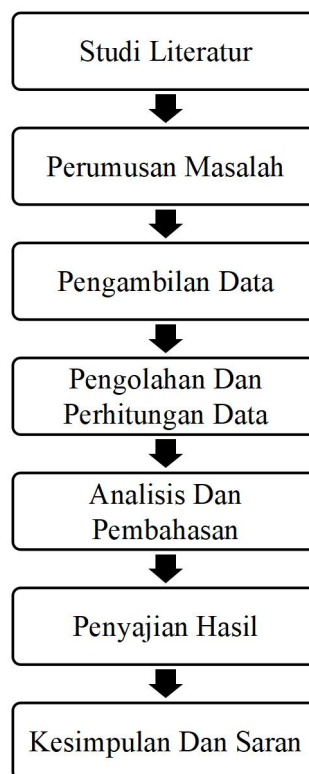 Studi Literatur
Perumusan Masalah
Pengambilan Data
Pengolahan Dan
Perhitungan Data
Analisis Dan
Pembahasan
Penyajian Hasil
Kesimpulan Dan Saran